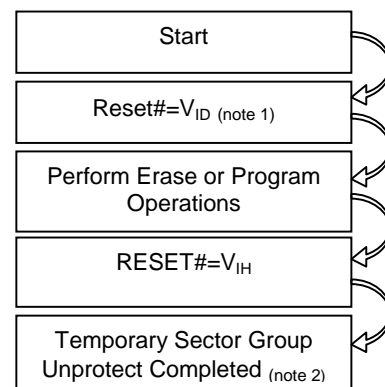 Start
Reset#=VID (note 1)
Perform Erase or Program
Operations
RESET#=VIH
Temporary Sector Group
Unprotect Completed (note 2)